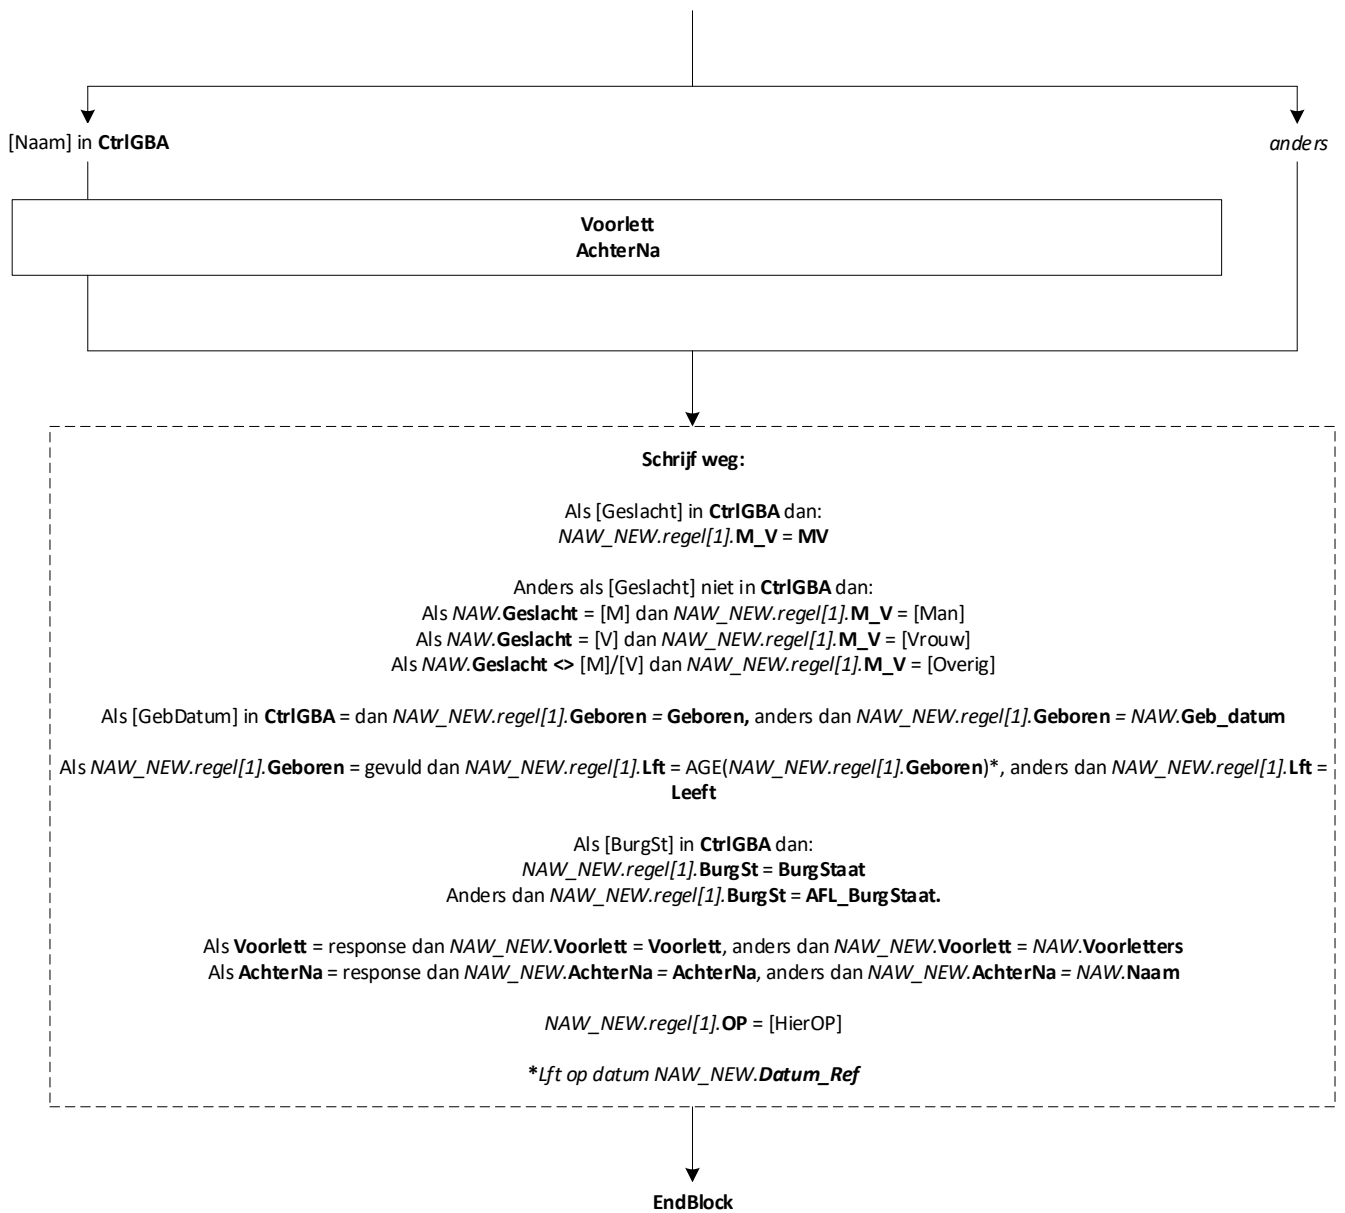 [Naam] in CtrlGBA
anders
Voorlett
AchterNa
Schrijf weg:
Als [Geslacht] in CtrlGBA dan:
NAW_NEW.regel[1].M_V = MV
Anders als [Geslacht] niet in CtrlGBA dan:
Als NAW.Geslacht = [M] dan NAW_NEW.regel[1].M_V = [Man]
Als NAW.Geslacht = [V] dan NAW_NEW.regel[1].M_V = [Vrouw]
Als NAW.Geslacht <> [M]/[V] dan NAW_NEW.regel[1].M_V = [Overig]
Als [GebDatum] in CtrlGBA = dan NAW_NEW.regel[1].Geboren = Geboren, anders dan NAW_NEW.regel[1].Geboren = NAW.Geb_datum
Als NAW_NEW.regel[1].Geboren = gevuld dan NAW_NEW.regel[1].Lft = AGE(NAW_NEW.regel[1].Geboren)*, anders dan NAW_NEW.regel[1].Lft =
Leeft
Als [BurgSt] in CtrlGBA dan:
NAW_NEW.regel[1].BurgSt = BurgStaat
Anders dan NAW_NEW.regel[1].BurgSt = AFL_BurgStaat.
Als Voorlett = response dan NAW_NEW.Voorlett = Voorlett, anders dan NAW_NEW.Voorlett = NAW.Voorletters
Als AchterNa = response dan NAW_NEW.AchterNa = AchterNa, anders dan NAW_NEW.AchterNa = NAW.Naam
NAW_NEW.regel[1].OP = [HierOP]
*Lft op datum NAW_NEW.Datum_Ref
EndBlock